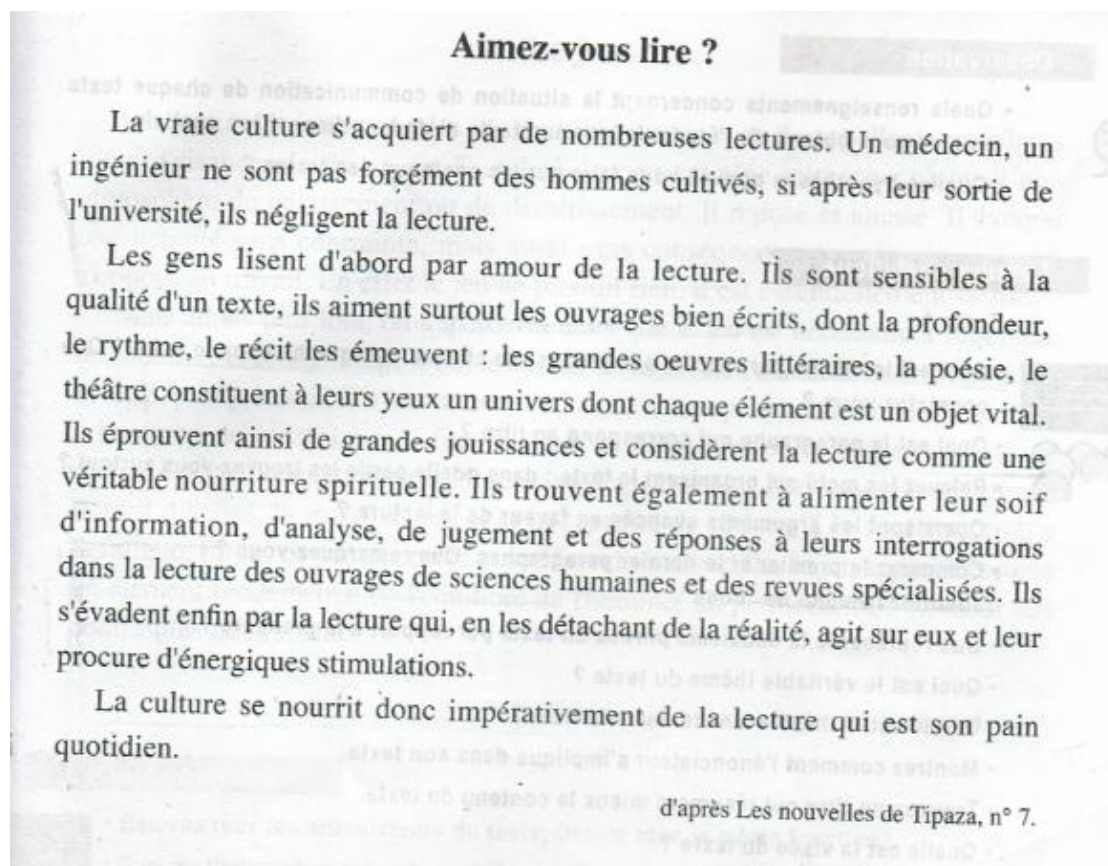 Aimez-vous lire ?
La vraie culture s'acquiert par de nombreuses lectures. Un médecin, un
ingénieur ne sont pas forçément des hommes cultivés, si après leur sortie de
l'université, ils négligent la lecture.
Les gens lisent d'abord par amour de la lecture. Ils sont sensibles à la
qualité d'un texte, ils aiment surtout les ouvrages bien écrits, dont la profondeur,
le rythme, le récit les émeuvent : les grandes oeuvres littéraires, la poésie, le
théâtre constituent à leurs yeux un univers dont chaque élément est un objet vital.
Ils éprouvent ainsi de grandes jouissances et considèrent la lecture comme une
véritable nourriture spirituelle. Ils trouvent également à alimenter leur soif
d'information, d'analyse, de jugement et des réponses à leurs interrogations
dans la lecture des ouvrages de sciences humaines et des revues spécialisées. Ils
s'évadent enfin par la lecture qui, en les détachant de la réalité, agit sur eux et leur
procure d'énergiques stimulations.
La culture se nourrit donc impérativement de la lecture qui est son pain
quotidien.
d'après Les nouvelles de Tipaza, n° 7.